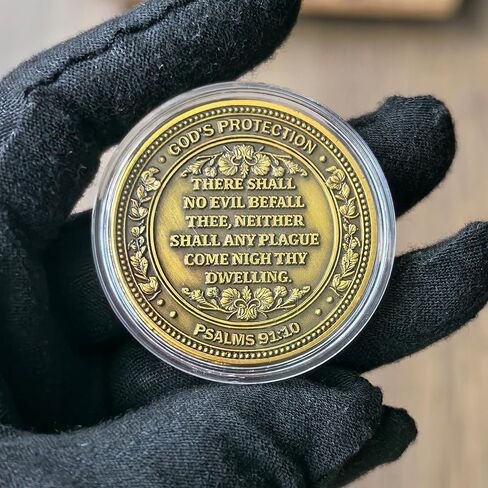 GOD'S PROTECTION
THERE SHALL
NO EVIL BEFALL
THEE, NEITHER
SHALL ANY PLAGUE
COME NIGH THY
DWELLING.
PSALMS 91:10